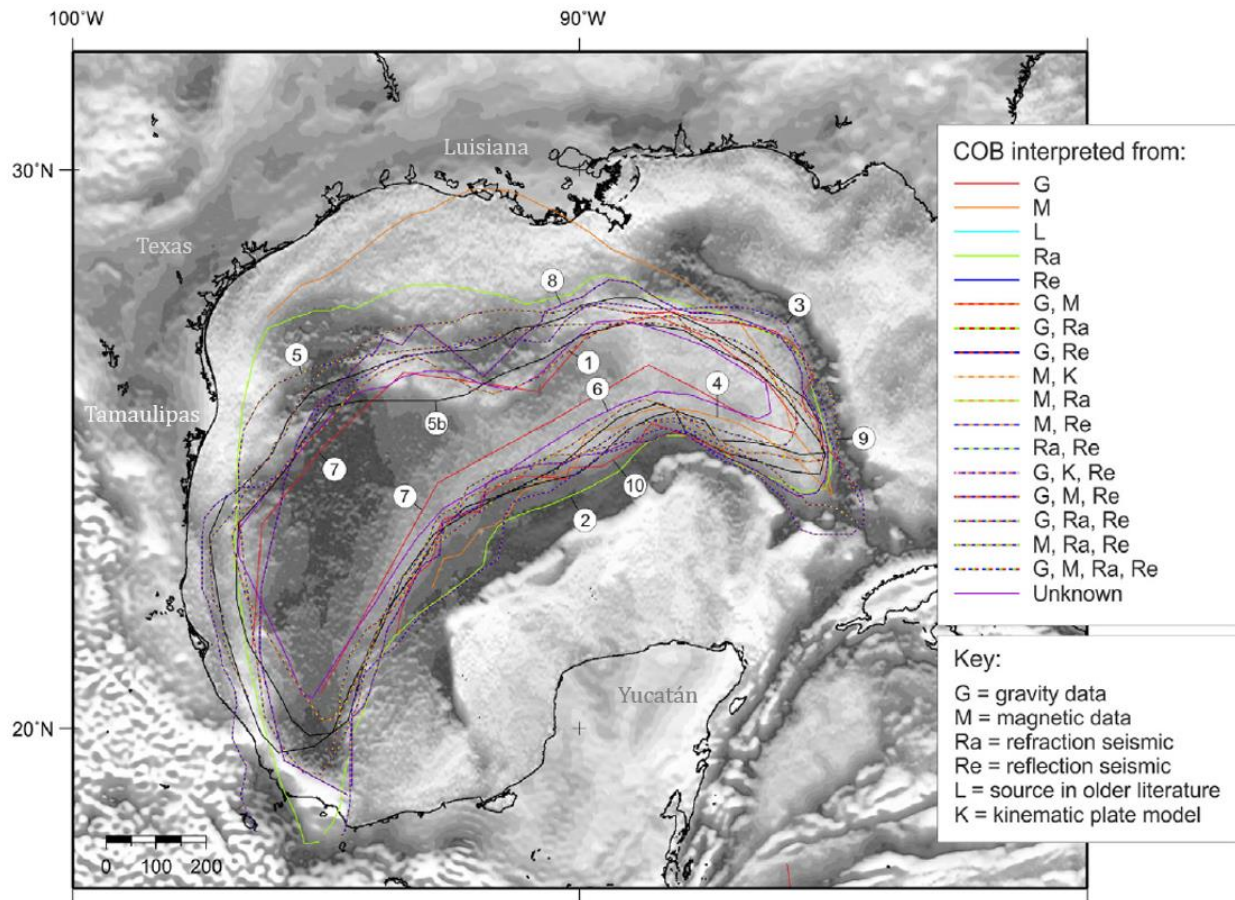 100°W
90°W
30°N
20°N
Luisiana
Texas
Tamaulipas
Yucatán
8
3
5
1
6
4
5b
9
7
7
10
2
0 100 200
COB interpreted from:
G
M
L
Ra
Re
G, M
G, Ra
G, Re
M, K
M, Ra
M, Re
Ra, Re
G, K, Re
G, M, Re
G, Ra, Re
M, Ra, Re
G, M, Ra, Re
Unknown
Key:
G = gravity data
M = magnetic data
Ra = refraction seismic
Re = reflection seismic
L = source in older literature
K = kinematic plate model